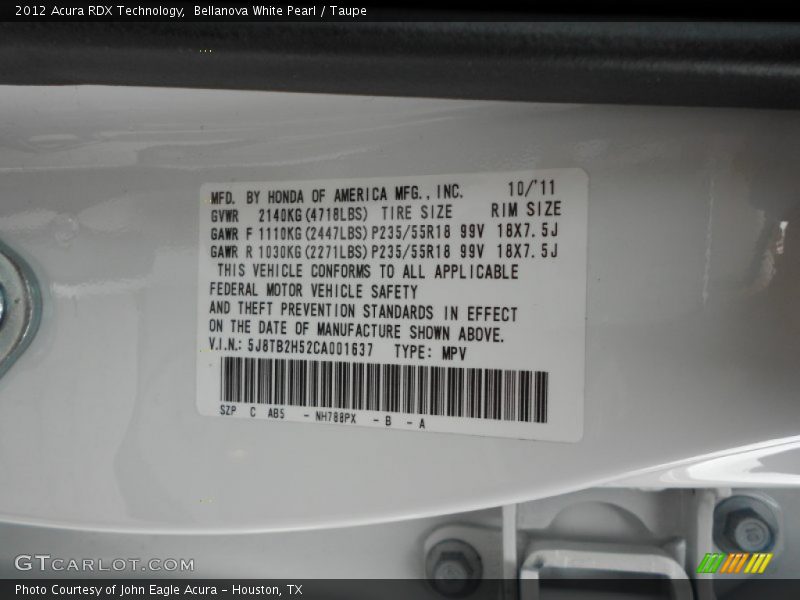 2012 Acura RDX Technology, Bellanova White Pearl / Taupe
MFD. BY HONDA OF AMERICA MFG., INC. 10/'11
GVWR 2140KG(4718LBS) TIRE SIZE RIM SIZE
GAWR F 1110KG(2447LBS)P235/55R18 99V 18X7.5J
GAWR R 1030KG(2271LBS)P235/55R18 99V 18X7.5J
THIS VEHICLE CONFORMS TO ALL APPLICABLE
FEDERAL MOTOR VEHICLE SAFETY
AND THEFT PREVENTION STANDARDS IN EFFECT
ON THE DATE OF MANUFACTURE SHOWN ABOVE.
V.I.N.: 5J8TB2H52CA001637 TYPE: MPV
SZP C AB5 - NH788PX - B - A
GTCARLOT.COM
Photo Courtesy of John Eagle Acura - Houston, TX